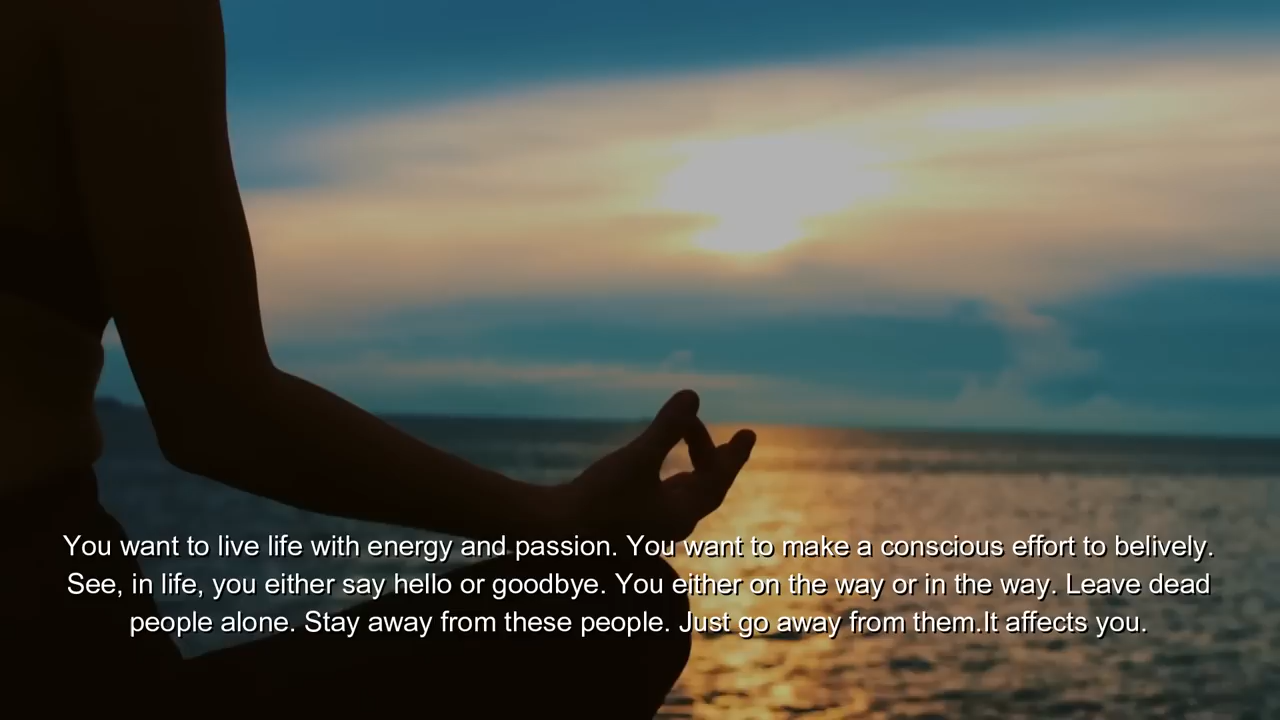 You want to live life with energy and passion. You want to make a conscious effort to belively.
See, in life, you either say hello or goodbye. You either on the way or in the way. Leave dead
people alone. Stay away from these people. Just go away from them.It affects you.